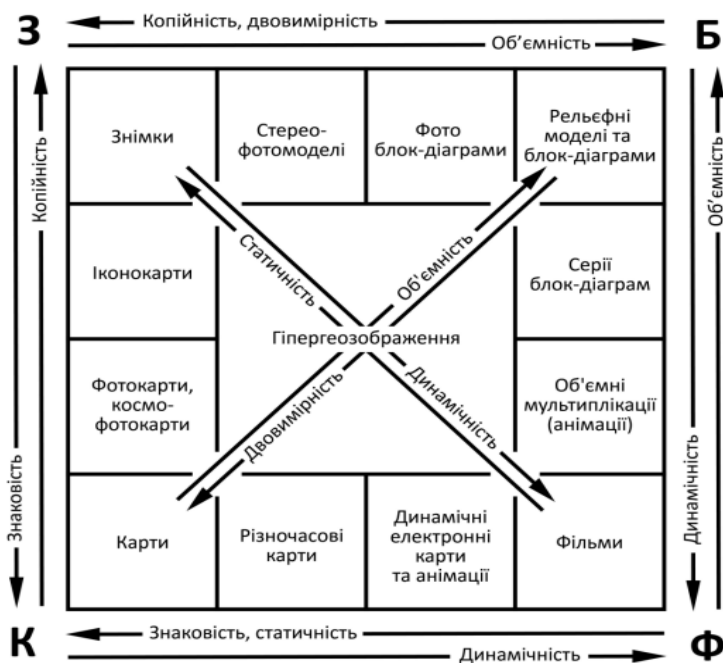 З
Копійність, двовимірність
Об’ємність
Б
Знімки
Стерео-
фотомоделі
Фото
блок-діаграми
Рельєфні
моделі та
блок-діаграми
Копійність
Об’ємність
Іконокарти
Статичність
Об'ємність
Серії
блок-діаграм
Гіпергеозображення
Фотокарти,
космо-
фотокарти
Двовимірність
Динамічність
Об'ємні
мультиплікації
(анімації)
Знаковість
Динамічність
Карти
Різночасові
карти
Динамічні
електронні
карти
та анімації
Фільми
К
Знаковість, статичність
Динамічність
Ф